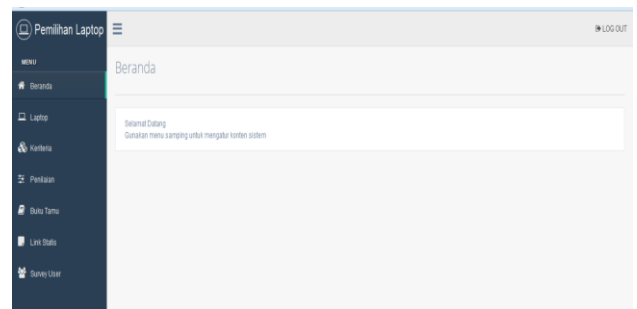 Pemilihan Laptop
LOG OUT
MENU
Beranda
Beranda
Laptop
Kriteria
Penilaian
Buku Tamu
Link Statis
Survey User
Selamat Datang
Gunakan menu samping untuk mengatur konten sistem